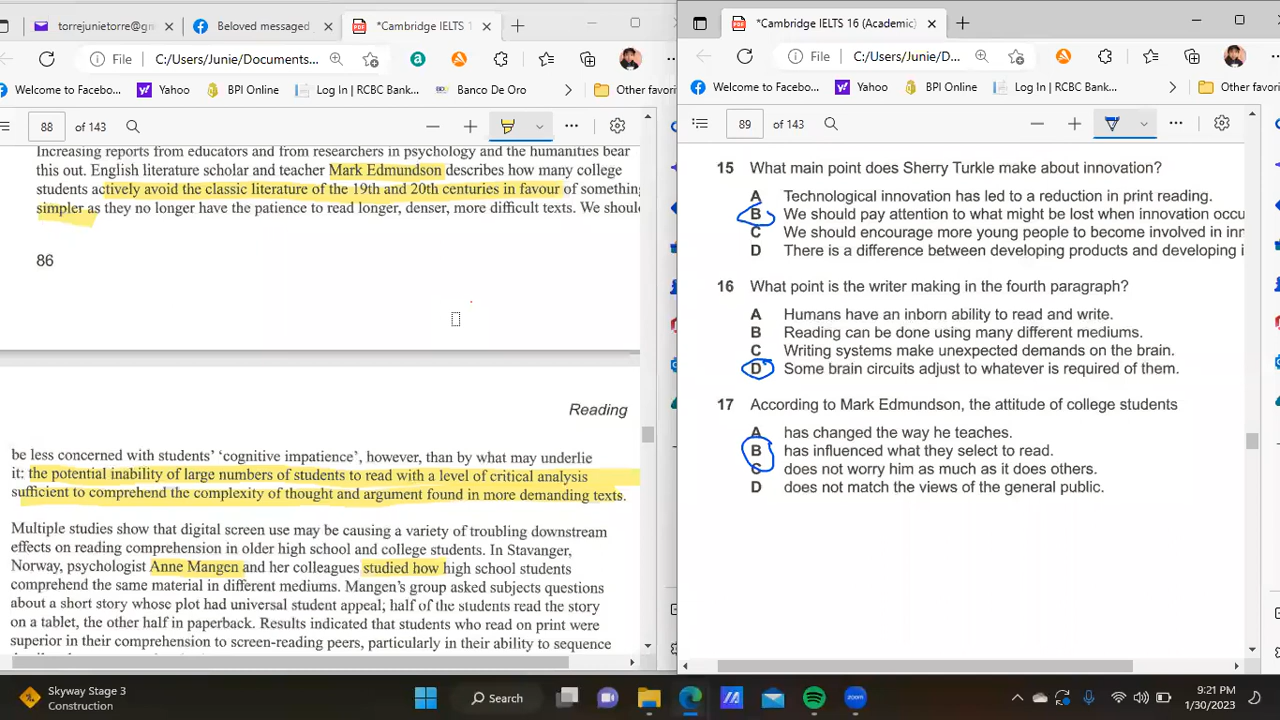 torrejunietorre@gr
Beloved messaged
*Cambridge IELTS 1
File
C:/Users/Junie/Documents...
Welcome to Facebo...
Yahoo
BPI Online
Log In | RCBC Bank...
Banco De Oro
Other favori
88 of 143
Increasing reports from educators and from researchers in psychology and the humanities bear
this out. English literature scholar and teacher Mark Edmundson describes how many college
students actively avoid the classic literature of the 19th and 20th centuries in favour of something
simpler as they no longer have the patience to read longer, denser, more difficult texts. We shoul
86
Reading
be less concerned with students' 'cognitive impatience', however, than by what may underlie
it: the potential inability of large numbers of students to read with a level of critical analysis
sufficient to comprehend the complexity of thought and argument found in more demanding texts.
Multiple studies show that digital screen use may be causing a variety of troubling downstream
effects on reading comprehension in older high school and college students. In Stavanger,
Norway, psychologist Anne Mangen and her colleagues studied how high school students
comprehend the same material in different mediums. Mangen's group asked subjects questions
about a short story whose plot had universal student appeal; half of the students read the story
on a tablet, the other half in paperback. Results indicated that students who read on print were
superior in their comprehension to screen-reading peers, particularly in their ability to sequence
*Cambridge IELTS 16 (Academic)
File
C:/Users/Junie/D...
Welcome to Facebo...
Yahoo
BPI Online
Log In | RCBC Bank...
Other favor
89 of 143
15 What main point does Sherry Turkle make about innovation?
A Technological innovation has led to a reduction in print reading.
B We should pay attention to what might be lost when innovation occu
C We should encourage more young people to become involved in inn
D There is a difference between developing products and developing i
16 What point is the writer making in the fourth paragraph?
A Humans have an inborn ability to read and write.
B Reading can be done using many different mediums.
C Writing systems make unexpected demands on the brain.
D Some brain circuits adjust to whatever is required of them.
17 According to Mark Edmundson, the attitude of college students
A has changed the way he teaches.
B has influenced what they select to read.
C does not worry him as much as it does others.
D does not match the views of the general public.
Skyway Stage 3
Construction
Search
9:21 PM
1/30/2023